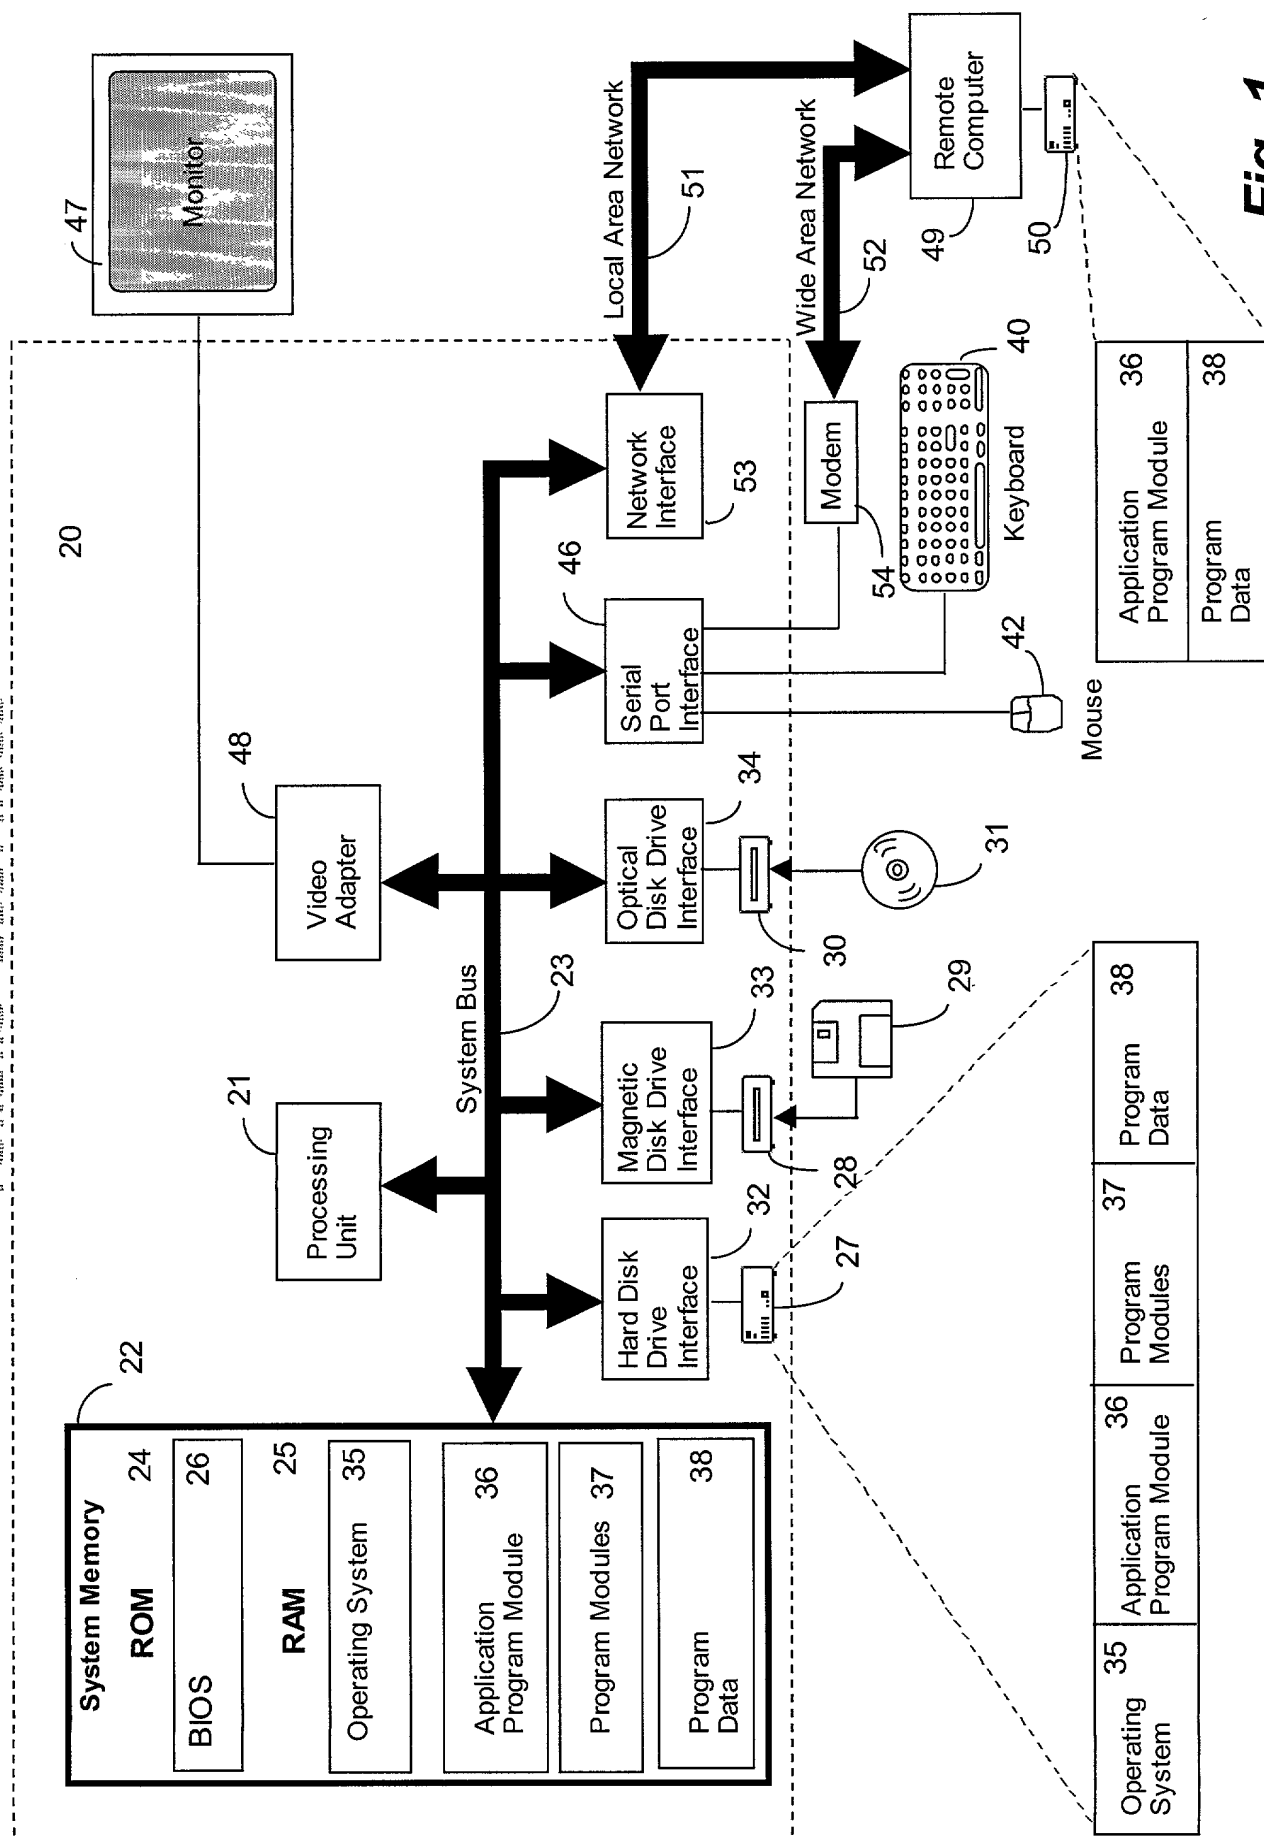 System Memory
ROM 24
BIOS 26
RAM 25
Operating System 35
Application
Program Module
36
Program Modules 37
Program
Data
38
22
Processing
Unit
21
Video
Adapter
48
20
Monitor
47
System Bus
23
Hard Disk
Drive
Interface
32
Magnetic
Disk Drive
Interface
33
Optical
Disk Drive
Interface
34
Serial
Port
Interface
46
Network
Interface
53
Local Area Network
51
27
28
29
30
31
Modem
54
Wide Area Network
52
Keyboard
40
Mouse
42
Remote
Computer
49
50
Operating
System
35
Application
Program Module
36
Program
Modules
37
Program
Data
38
Application
Program Module
36
Program
Data
38
Fig. 1